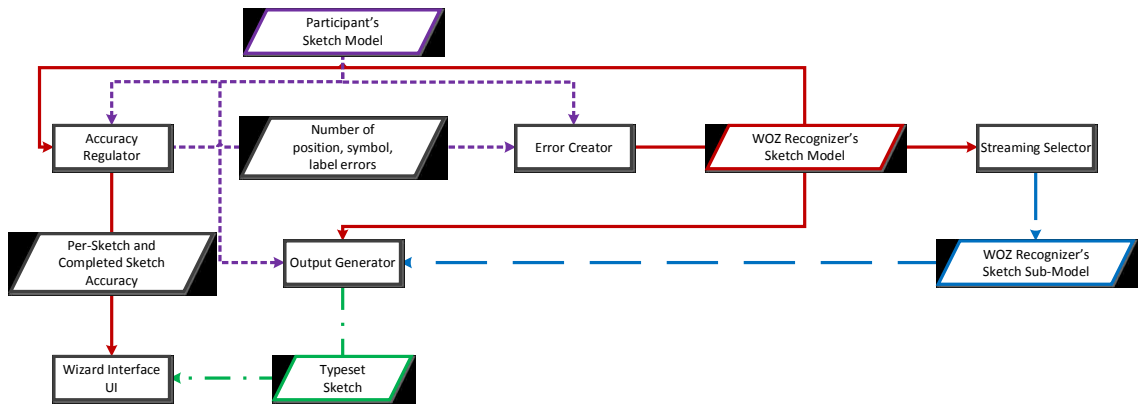 Participant's
Sketch Model
Accuracy
Regulator
Number of
position, symbol,
label errors
Error Creator
WOZ Recognizer's
Sketch Model
Streaming Selector
Per-Sketch and
Completed Sketch
Accuracy
Output Generator
WOZ Recognizer's
Sketch Sub-Model
Wizard Interface
UI
Typeset
Sketch